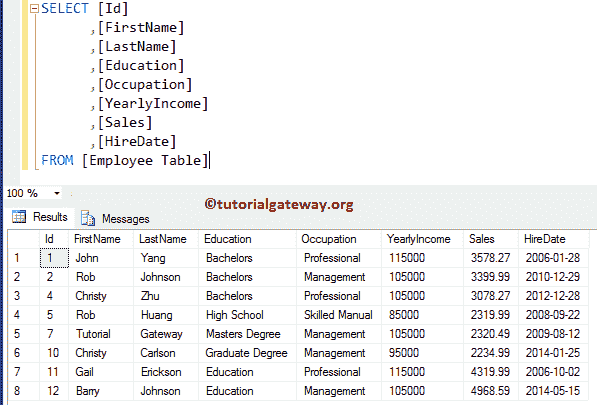 SELECT [Id]
,[FirstName]
,[LastName]
,[Education]
,[Occupation]
,[YearlyIncome]
,[Sales]
,[HireDate]
FROM [Employee Table]
100 %
©tutorialgateway.org
Results Messages
Id FirstName LastName Education Occupation YearlyIncome Sales HireDate
1 1 John Yang Bachelors Professional 115000 3578.27 2006-01-28
2 2 Rob Johnson Bachelors Management 105000 3399.99 2010-12-29
3 4 Christy Zhu Bachelors Professional 105000 3078.27 2012-12-28
4 5 Rob Huang High School Skilled Manual 85000 2319.99 2008-09-22
5 7 Tutorial Gateway Masters Degree Management 105000 2320.49 2009-08-12
6 10 Christy Carlson Graduate Degree Management 95000 2234.99 2014-01-25
7 11 Gail Erickson Education Professional 115000 4319.99 2006-10-02
8 12 Barry Johnson Education Management 105000 4968.59 2014-05-15